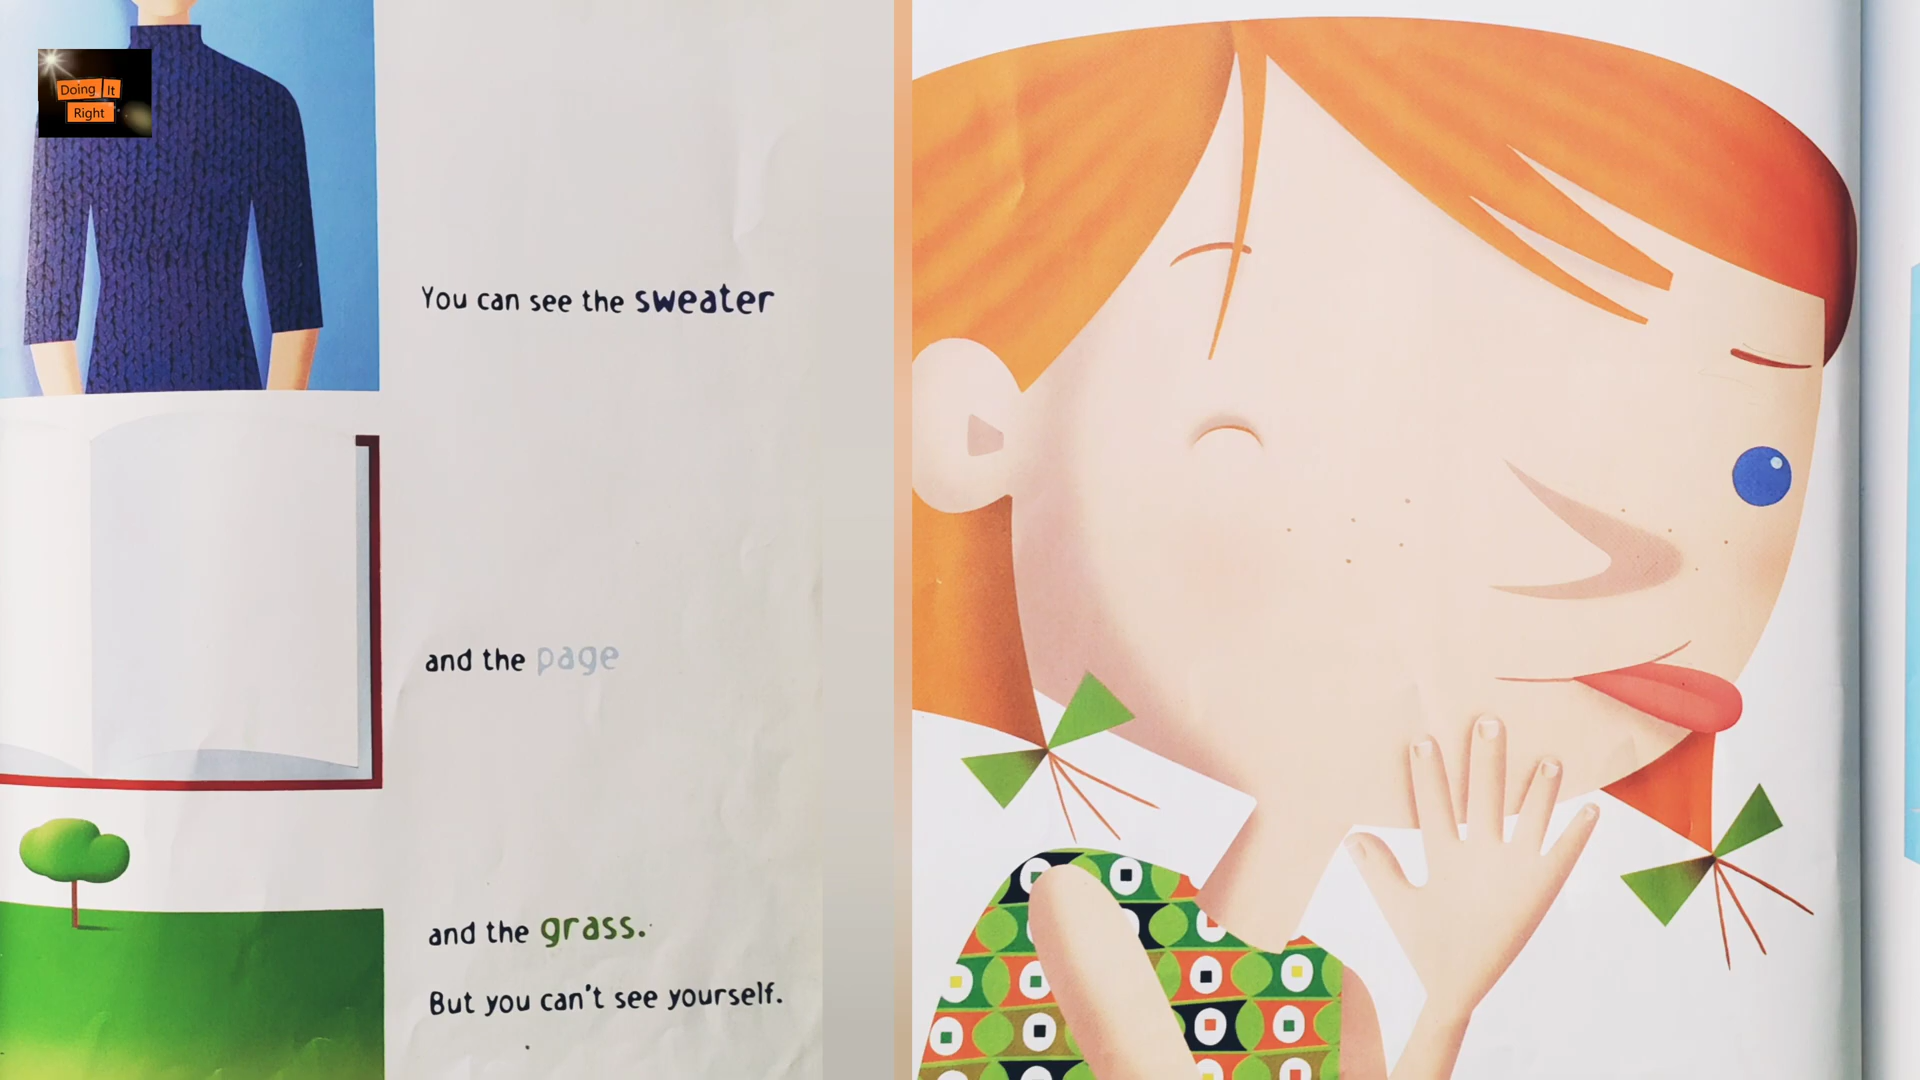 Doing It
Right
You can see the sweater
and the page
and the grass.
But you can't see yourself.